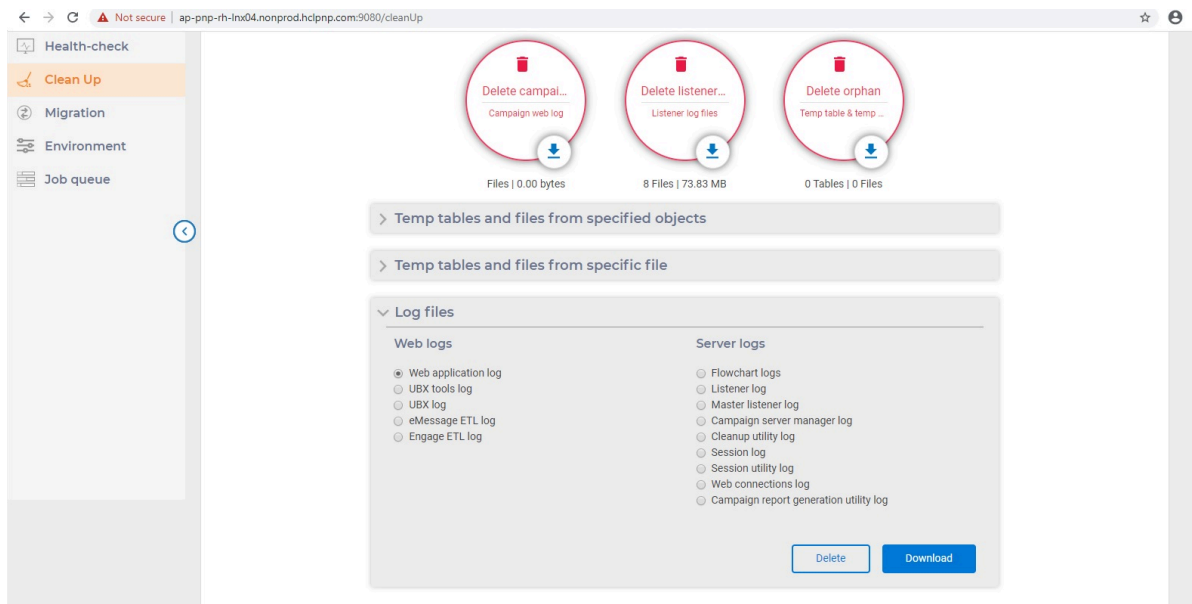 Not secure | ap-pnp-rh-lnx04.nonprod.hclpnp.com:9080/cleanUp
Health-check
Clean Up
Migration
Environment
Job queue
Delete campai...
Campaign web log
Files | 0.00 bytes
Delete listener...
Listener log files
8 Files | 73.83 MB
Delete orphan
Temp table & temp ...
0 Tables | 0 Files
Temp tables and files from specified objects
Temp tables and files from specific file
Log files
Web logs
Web application log
UBX tools log
UBX log
eMessage ETL log
Engage ETL log
Server logs
Flowchart logs
Listener log
Master listener log
Campaign server manager log
Cleanup utility log
Session log
Session utility log
Web connections log
Campaign report generation utility log
Delete
Download